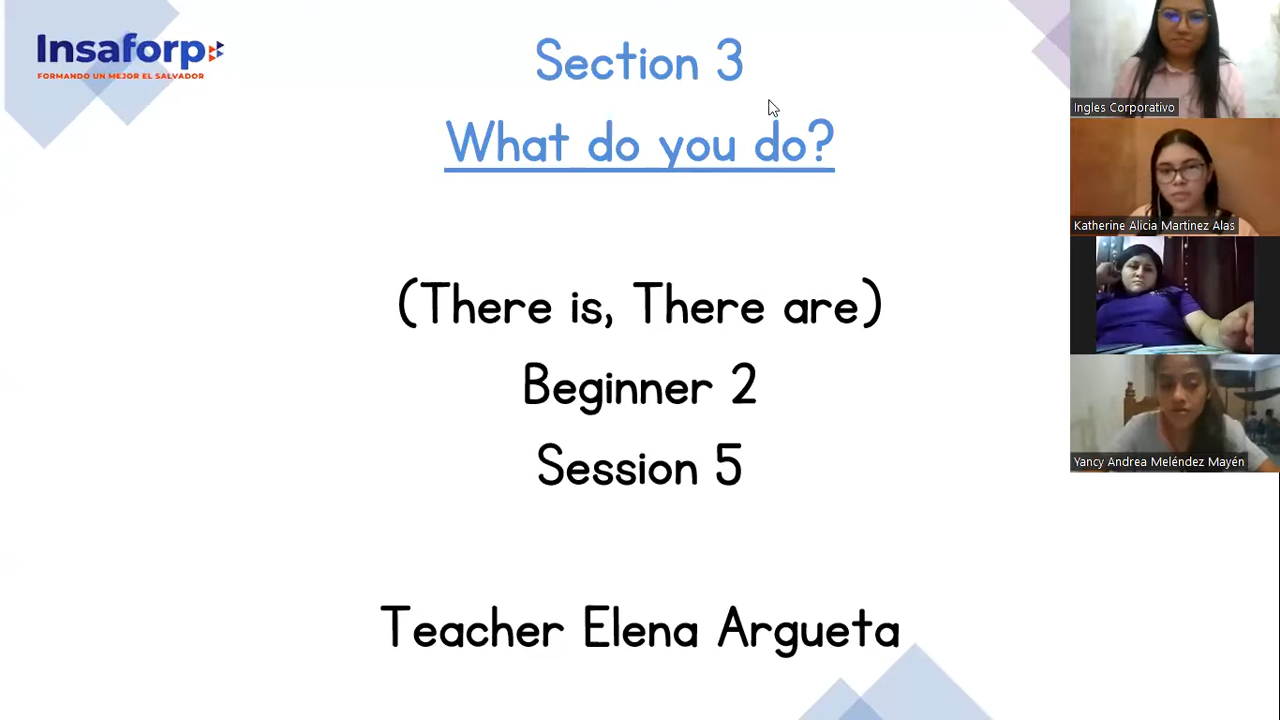 Insaforp
FORMANDO UN MEJOR EL SALVADOR
Section 3
What do you do?
(There is, There are)
Beginner 2
Session 5
Teacher Elena Argueta
Ingles Corporativo
Katherine Alicia Martinez Alas
Yancy Andrea Meléndez Mayén